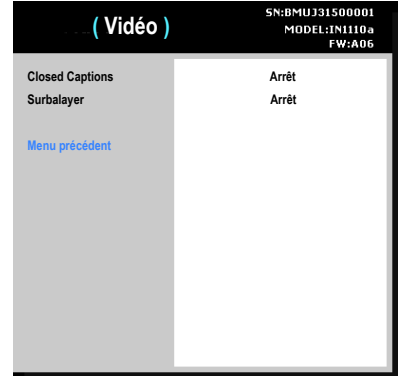 ( Vidéo )
SN:BMUJ31500001
MODEL:IN1110a
FW:A06
Closed Captions Arrêt
Surbalayer Arrêt
Menu précédent